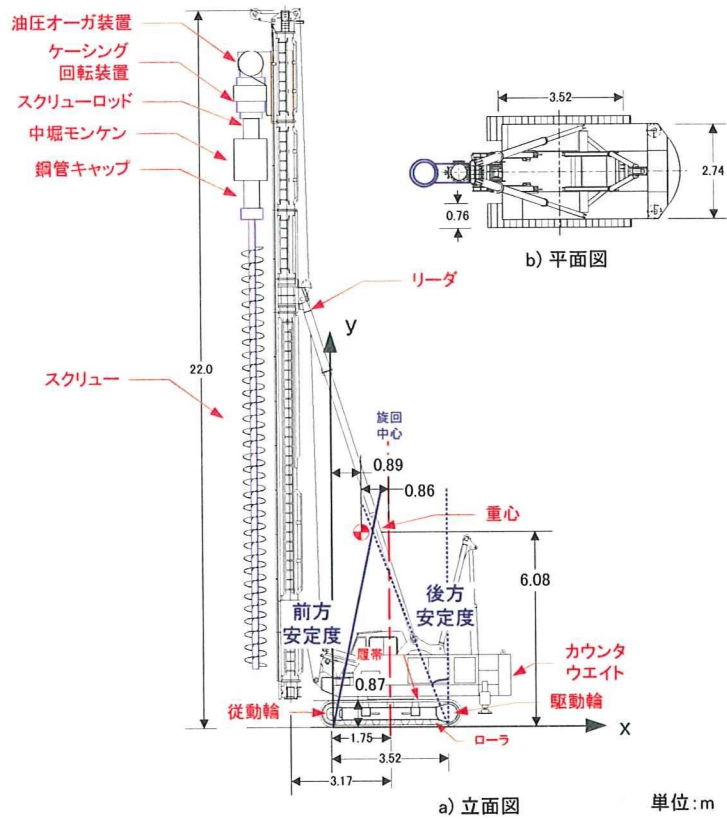 油圧オーガ装置
ケーシング
回転装置
スクリューロッド
中堀モンケン
鋼管キャップ
スクリュー
22.0
3.52
2.74
0.76
b) 平面図
リーダ
y
旋回
中心
0.89
0.86
重心
6.08
前方
安定度
後方
安定度
履帯
カウンタ
ウエイト
0.87
従動輪
駆動輪
x
ローラ
1.75
3.52
3.17
a) 立面図
単位:m